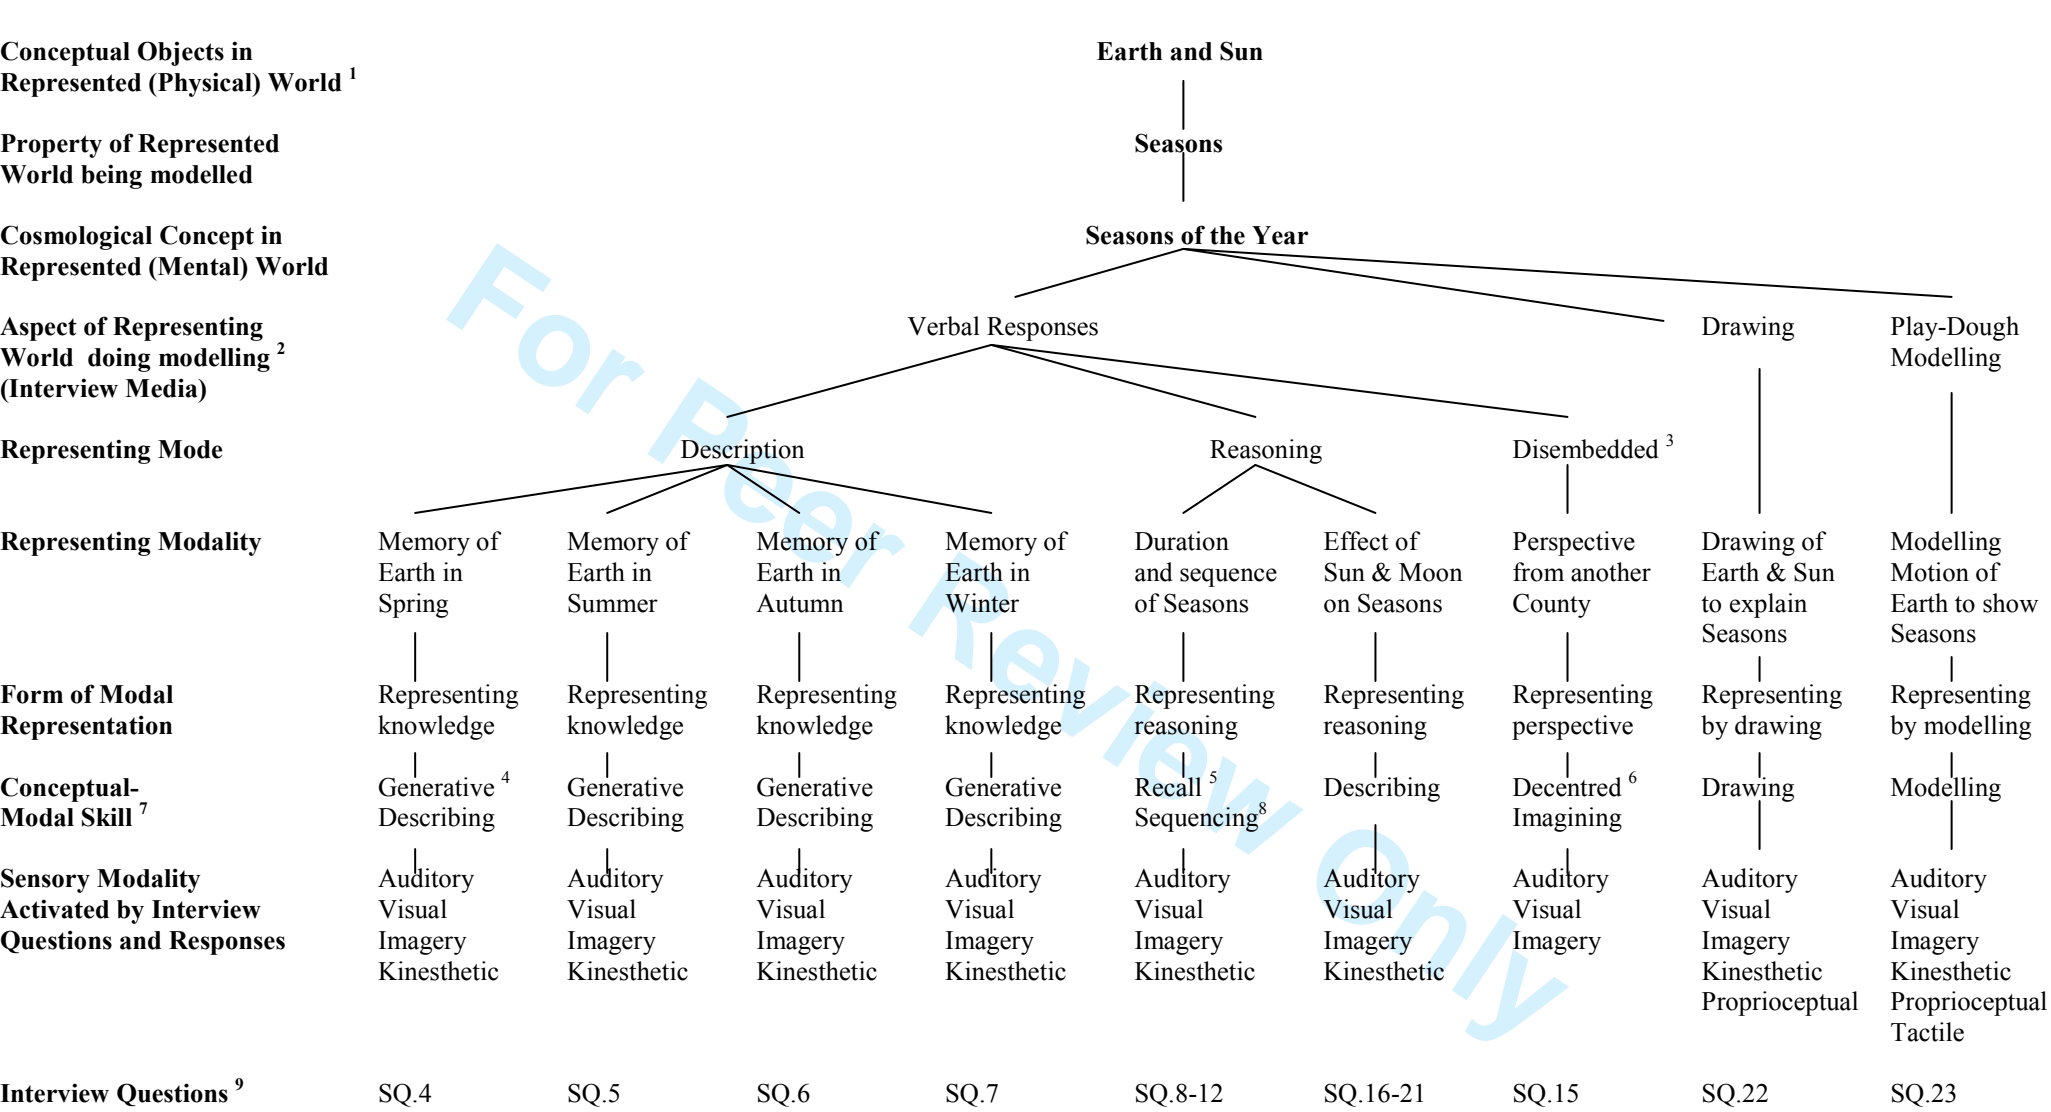 Conceptual Objects in
Represented (Physical) World 1
Earth and Sun
Property of Represented
World being modelled
Seasons
Cosmological Concept in
Represented (Mental) World
Seasons of the Year
Aspect of Representing
World doing modelling 2
(Interview Media)
Verbal Responses
Drawing
Play-Dough
Modelling
Representing Mode
Description
Reasoning
Disembedded 3
Representing Modality
Memory of
Earth in
Spring
Memory of
Earth in
Summer
Memory of
Earth in
Autumn
Memory of
Earth in
Winter
Duration
and sequence
of Seasons
Effect of
Sun & Moon
on Seasons
Perspective
from another
County
Drawing of
Earth & Sun
to explain
Seasons
Modelling
Motion of
Earth to show
Seasons
Form of Modal
Representation
Representing
knowledge
Representing
knowledge
Representing
knowledge
Representing
knowledge
Representing
reasoning
Representing
reasoning
Representing
perspective
Representing
by drawing
Representing
by modelling
Conceptual-
Modal Skill 7
Generative 4
Describing
Generative
Describing
Generative
Describing
Generative
Describing
Recall 5
Sequencing8
Describing
Decentred 6
Imagining
Drawing
Modelling
Sensory Modality
Activated by Interview
Questions and Responses
Auditory
Visual
Imagery
Kinesthetic
Auditory
Visual
Imagery
Kinesthetic
Auditory
Visual
Imagery
Kinesthetic
Auditory
Visual
Imagery
Kinesthetic
Auditory
Visual
Imagery
Kinesthetic
Auditory
Visual
Imagery
Kinesthetic
Auditory
Visual
Imagery
Auditory
Visual
Imagery
Kinesthetic
Proprioceptual
Auditory
Visual
Imagery
Kinesthetic
Proprioceptual
Tactile
Interview Questions 9
SQ.4
SQ.5
SQ.6
SQ.7
SQ.8-12
SQ.16-21
SQ.15
SQ.22
SQ.23
For Peer Review Only